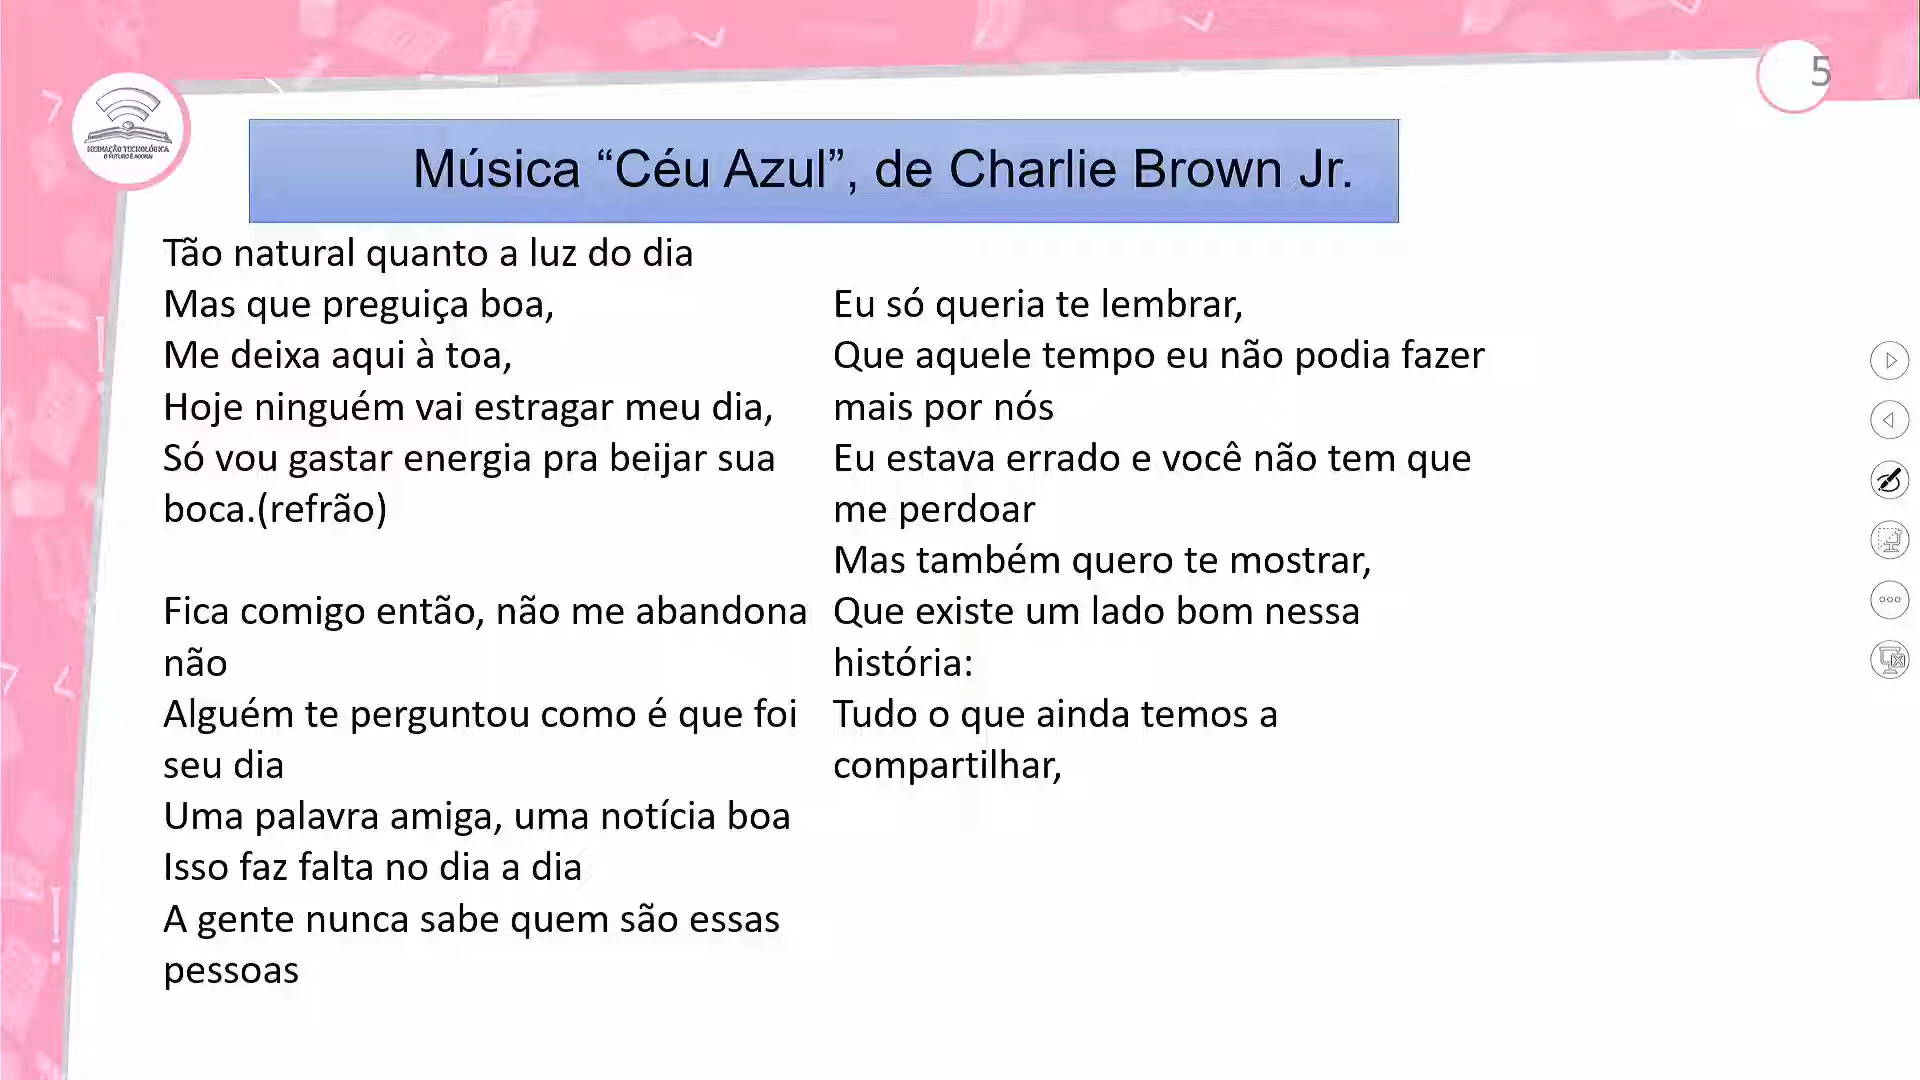 5
MEDIAÇÃO TECNOLÓGICA
O FUTURO É AGORA!
Música “Céu Azul”, de Charlie Brown Jr.
Tão natural quanto a luz do dia
Mas que preguiça boa,
Me deixa aqui à toa,
Hoje ninguém vai estragar meu dia,
Só vou gastar energia pra beijar sua
boca.(refrão)
Fica comigo então, não me abandona
não
Alguém te perguntou como é que foi
seu dia
Uma palavra amiga, uma notícia boa
Isso faz falta no dia a dia
A gente nunca sabe quem são essas
pessoas
Eu só queria te lembrar,
Que aquele tempo eu não podia fazer
mais por nós
Eu estava errado e você não tem que
me perdoar
Mas também quero te mostrar,
Que existe um lado bom nessa
história:
Tudo o que ainda temos a
compartilhar,